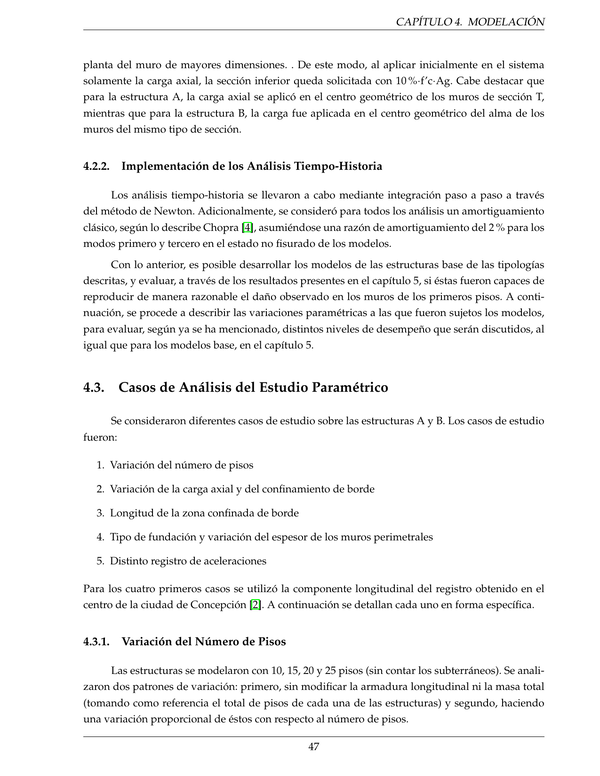 CAPÍTULO 4. MODELACIÓN
planta del muro de mayores dimensiones. . De este modo, al aplicar inicialmente en el sistema
solamente la carga axial, la sección inferior queda solicitada con 10 %·f'c·Ag. Cabe destacar que
para la estructura A, la carga axial se aplicó en el centro geométrico de los muros de sección T,
mientras que para la estructura B, la carga fue aplicada en el centro geométrico del alma de los
muros del mismo tipo de sección.
4.2.2. Implementación de los Análisis Tiempo-Historia
Los análisis tiempo-historia se llevaron a cabo mediante integración paso a paso a través
del método de Newton. Adicionalmente, se consideró para todos los análisis un amortiguamiento
clásico, según lo describe Chopra [4], asumiéndose una razón de amortiguamiento del 2 % para los
modos primero y tercero en el estado no fisurado de los modelos.
Con lo anterior, es posible desarrollar los modelos de las estructuras base de las tipologías
descritas, y evaluar, a través de los resultados presentes en el capítulo 5, si éstas fueron capaces de
reproducir de manera razonable el daño observado en los muros de los primeros pisos. A conti-
nuación, se procede a describir las variaciones paramétricas a las que fueron sujetos los modelos,
para evaluar, según ya se ha mencionado, distintos niveles de desempeño que serán discutidos, al
igual que para los modelos base, en el capítulo 5.
4.3. Casos de Análisis del Estudio Paramétrico
Se consideraron diferentes casos de estudio sobre las estructuras A y B. Los casos de estudio
fueron:
1. Variación del número de pisos
2. Variación de la carga axial y del confinamiento de borde
3. Longitud de la zona confinada de borde
4. Tipo de fundación y variación del espesor de los muros perimetrales
5. Distinto registro de aceleraciones
Para los cuatro primeros casos se utilizó la componente longitudinal del registro obtenido en el
centro de la ciudad de Concepción [2]. A continuación se detallan cada uno en forma específica.
4.3.1. Variación del Número de Pisos
Las estructuras se modelaron con 10, 15, 20 y 25 pisos (sin contar los subterráneos). Se anali-
zaron dos patrones de variación: primero, sin modificar la armadura longitudinal ni la masa total
(tomando como referencia el total de pisos de cada una de las estructuras) y segundo, haciendo
una variación proporcional de éstos con respecto al número de pisos.
47